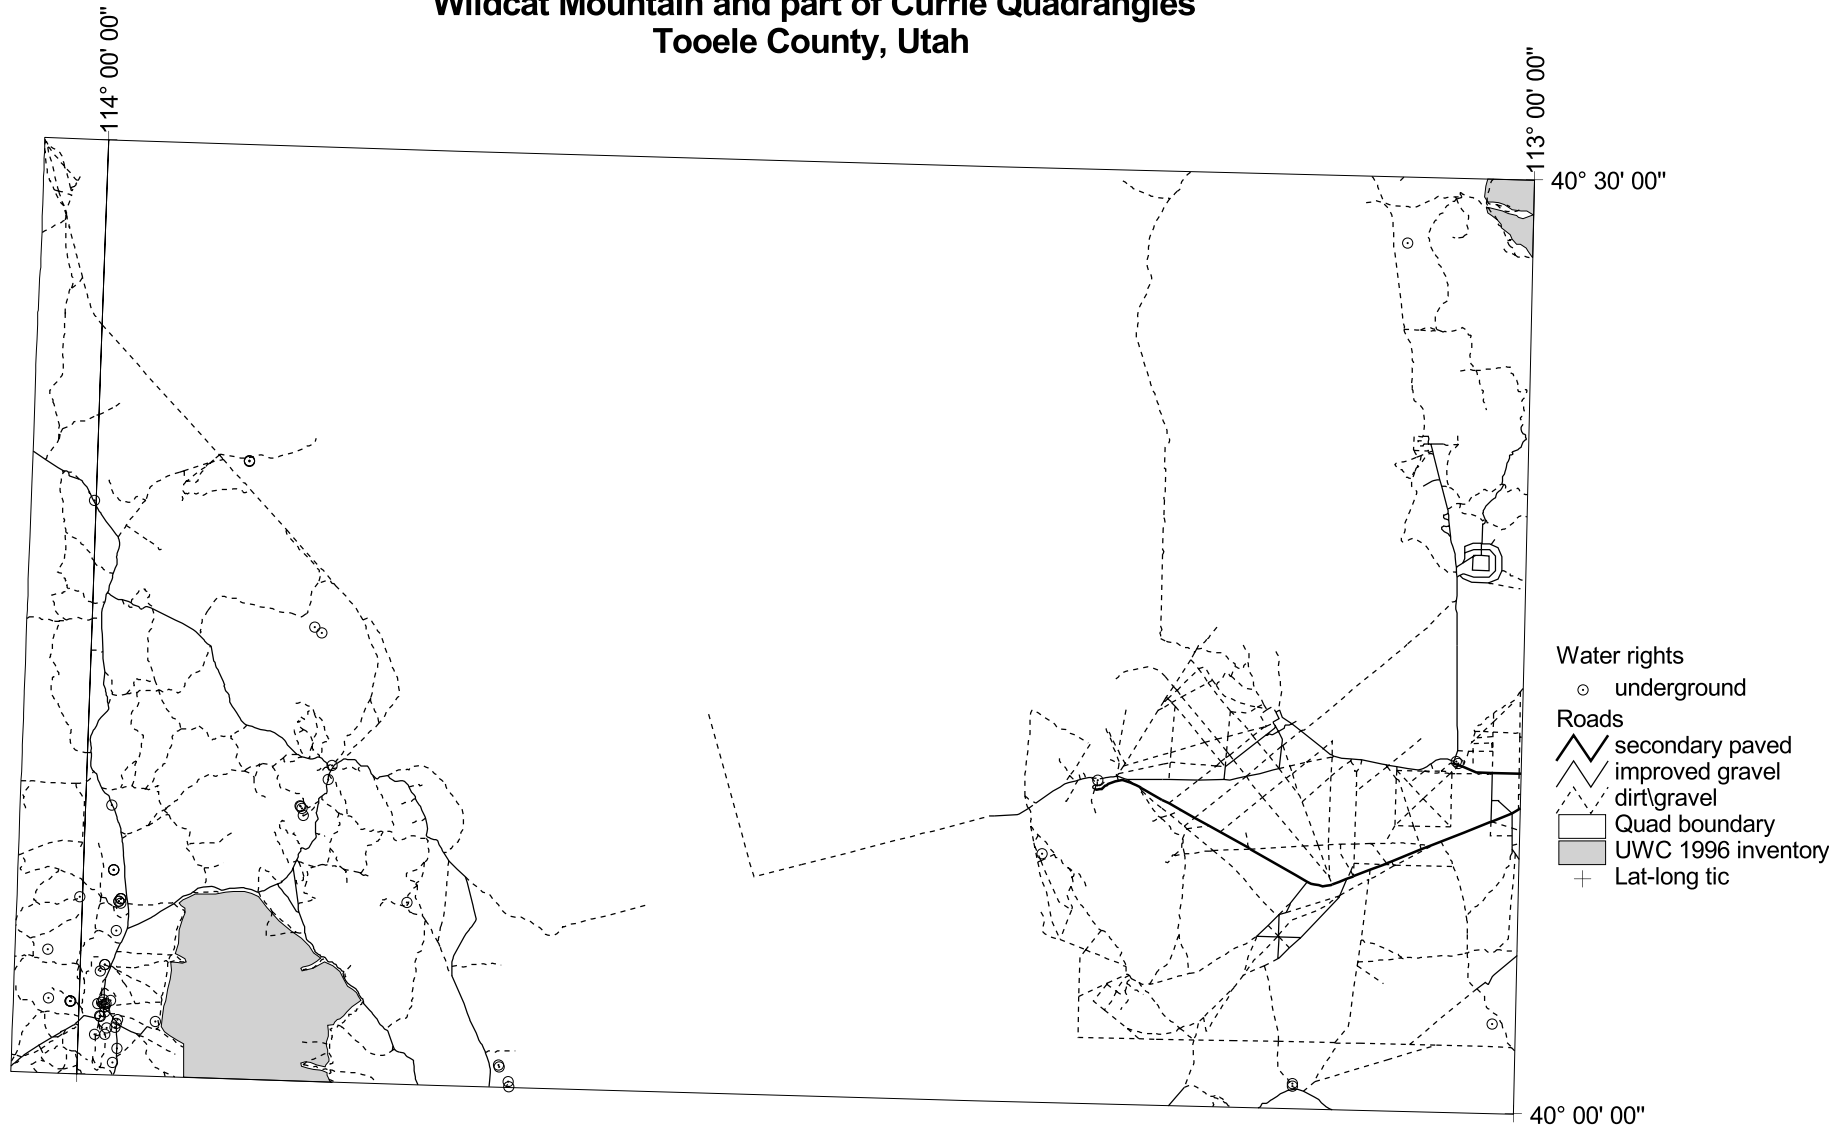 Wildcat Mountain and part of Currie Quadrangles
Tooele County, Utah
114° 00' 00"
113° 00' 00"
40° 30' 00"
Water rights
underground
Roads
secondary paved
improved gravel
dirt\gravel
Quad boundary
UWC 1996 inventory
Lat-long tic
40° 00' 00"